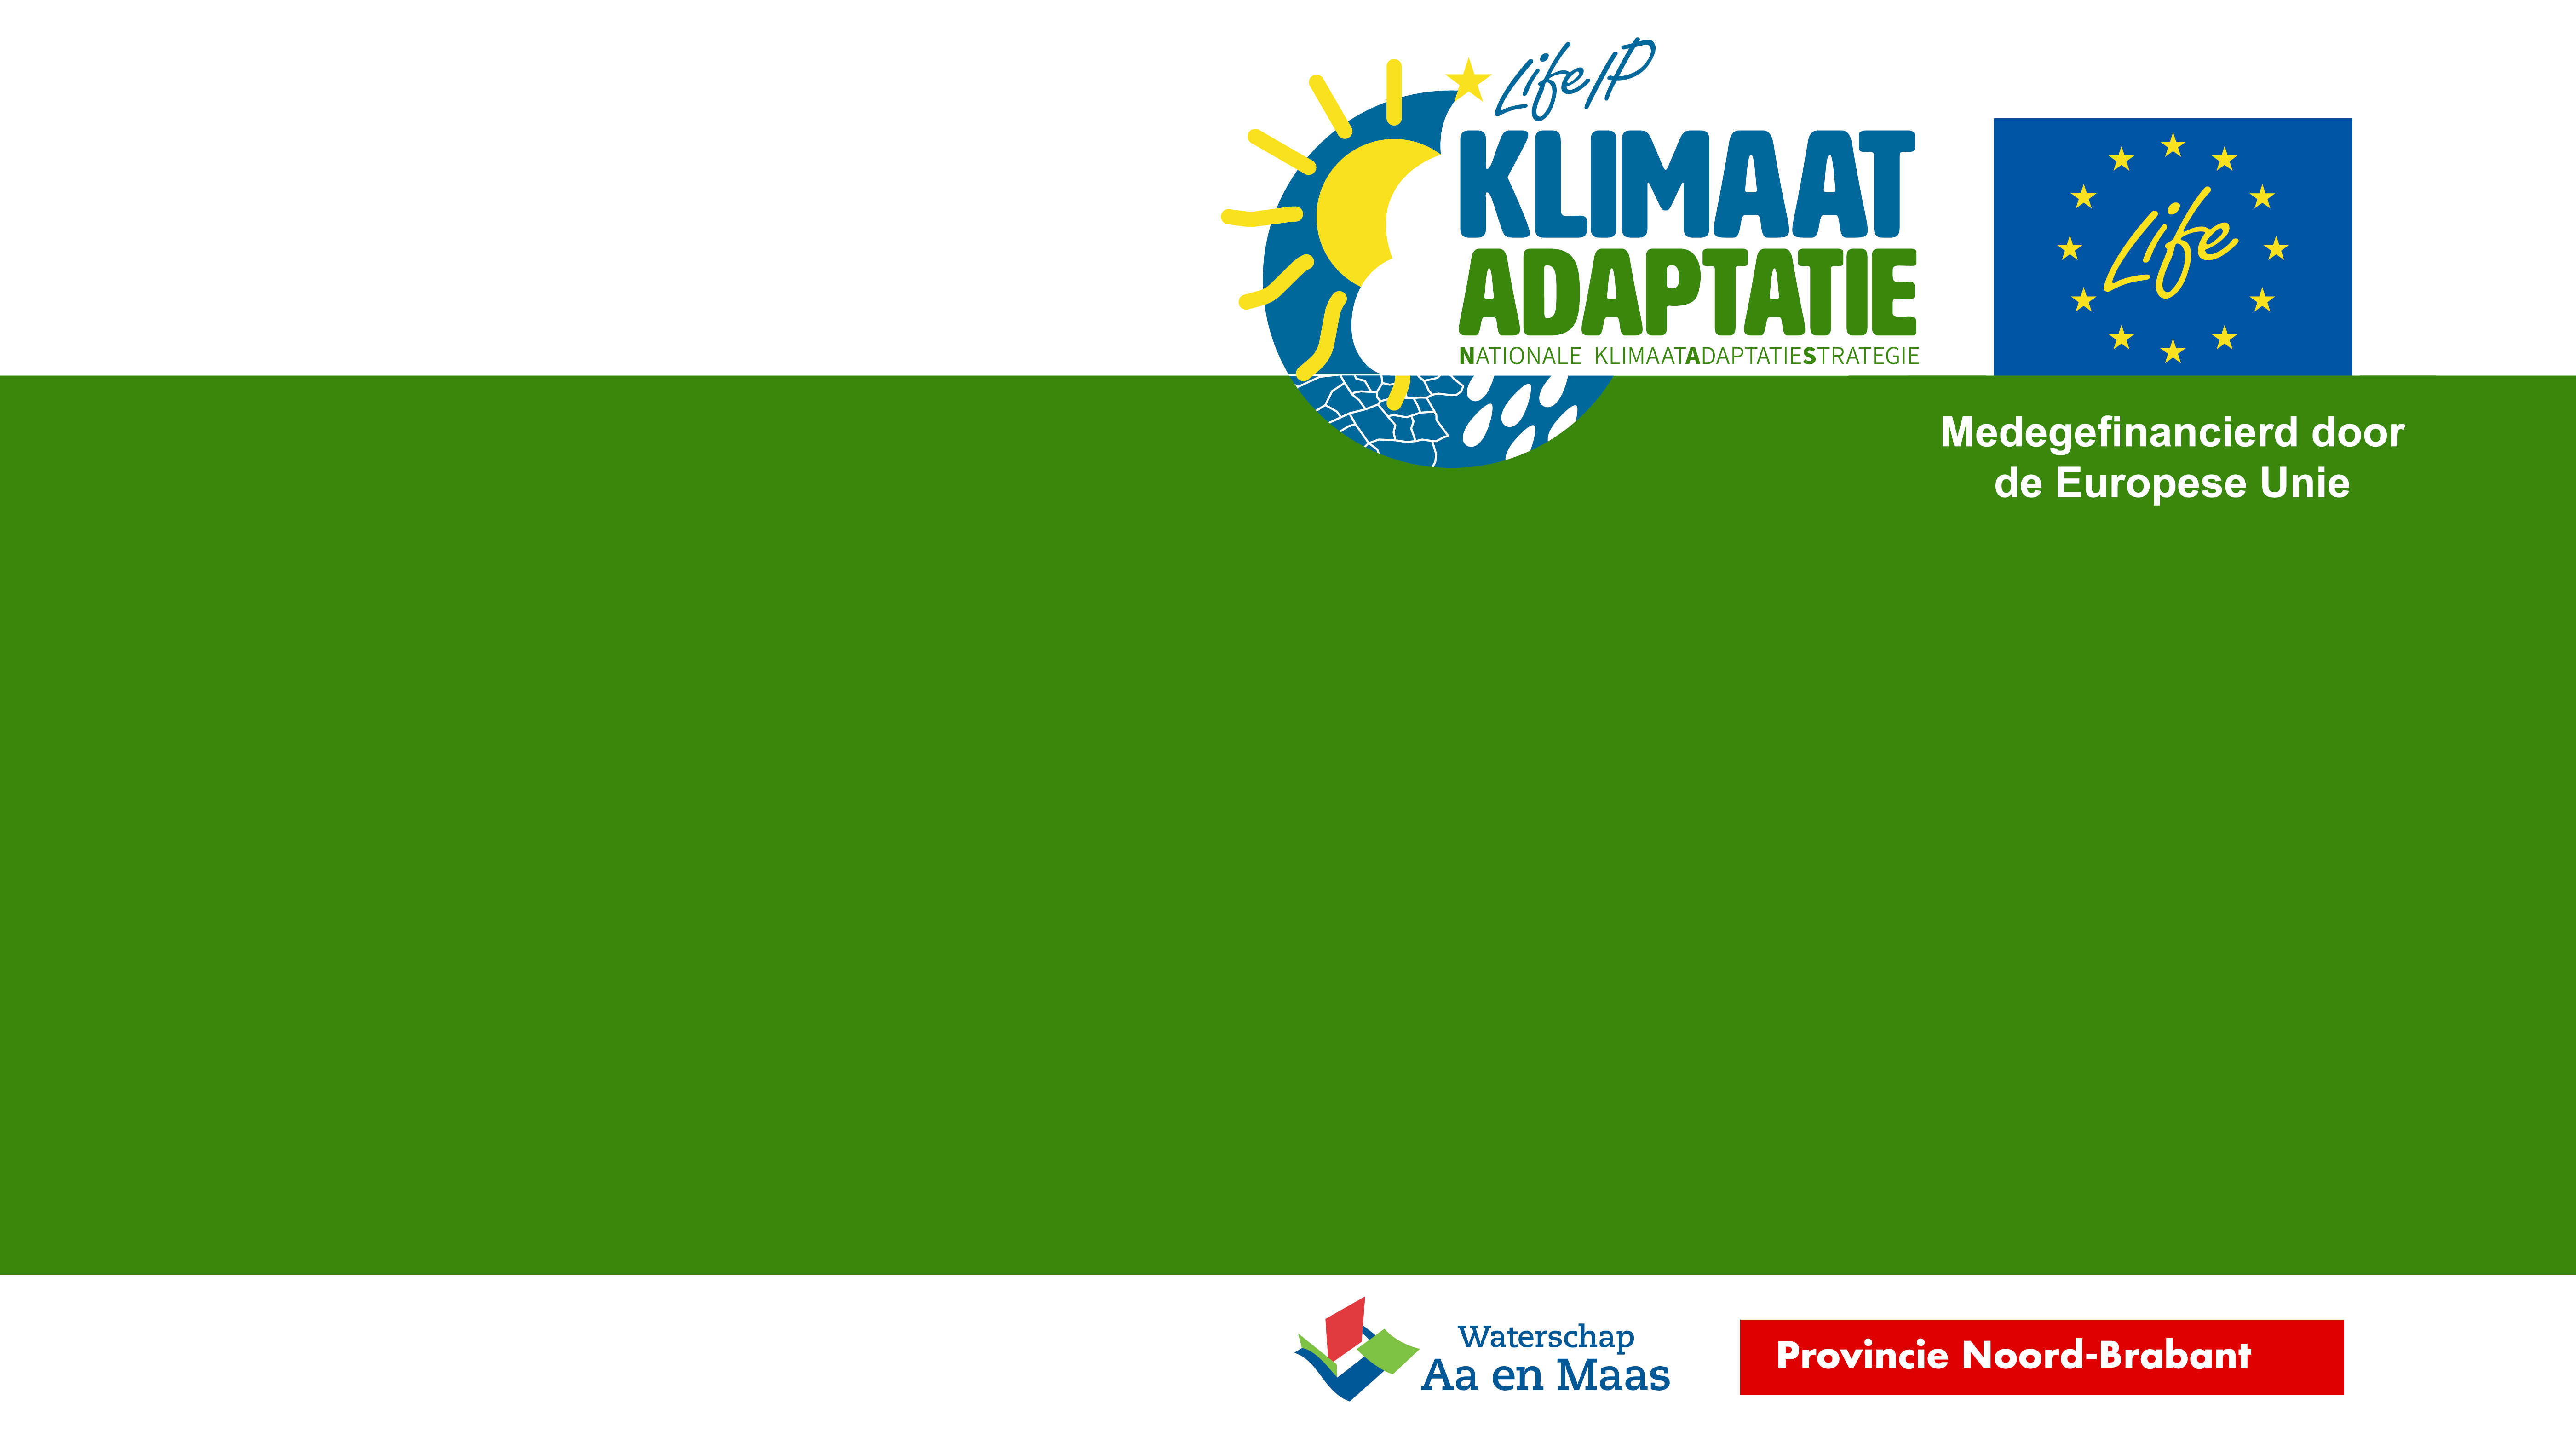 Life IP
KLIMAAT
ADAPTATIE
NATIONALE KLIMAATADAPTATIESTRATEGIE
Life
Medegefinancierd door
de Europese Unie
Waterschap
Aa en Maas
Provincie Noord-Brabant